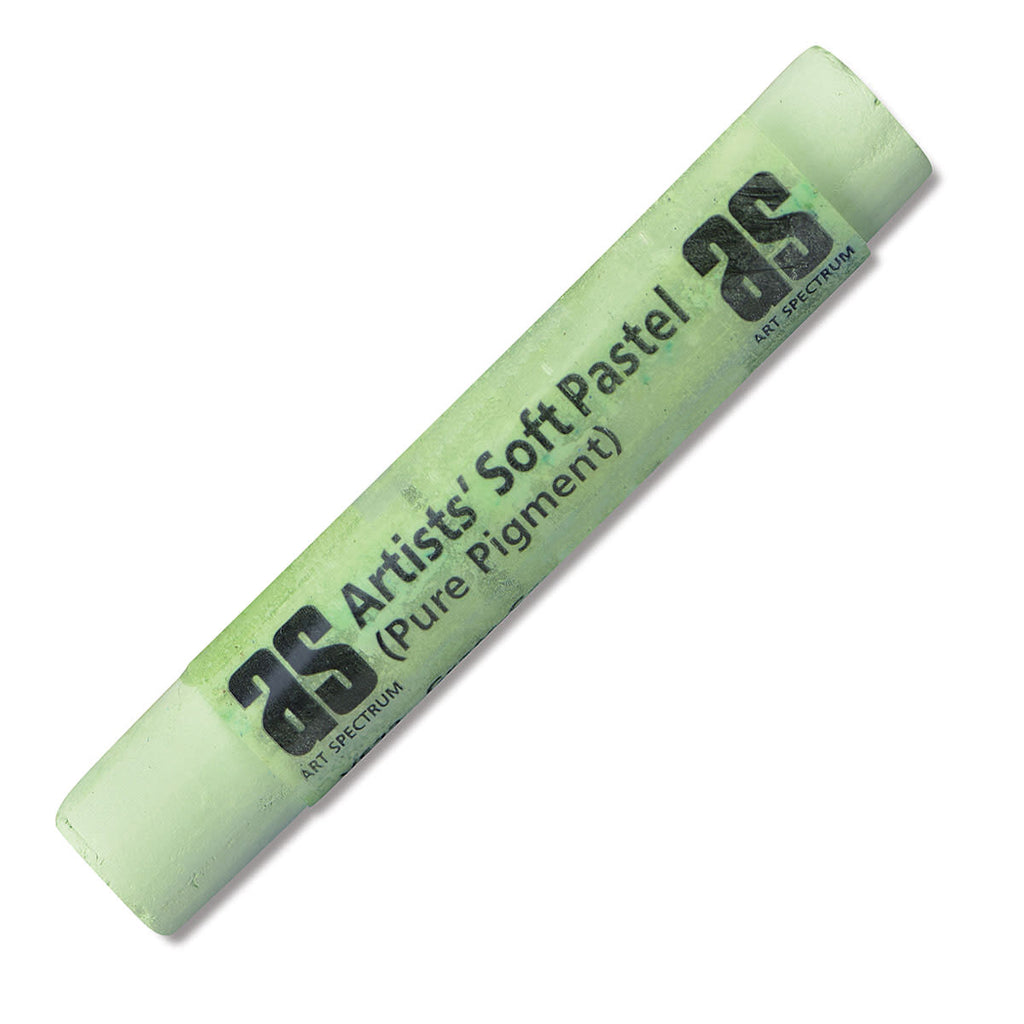 as
ART SPECTRUM
Artists' Soft Pastel
(Pure Pigment)
as
ART SPECTRUM